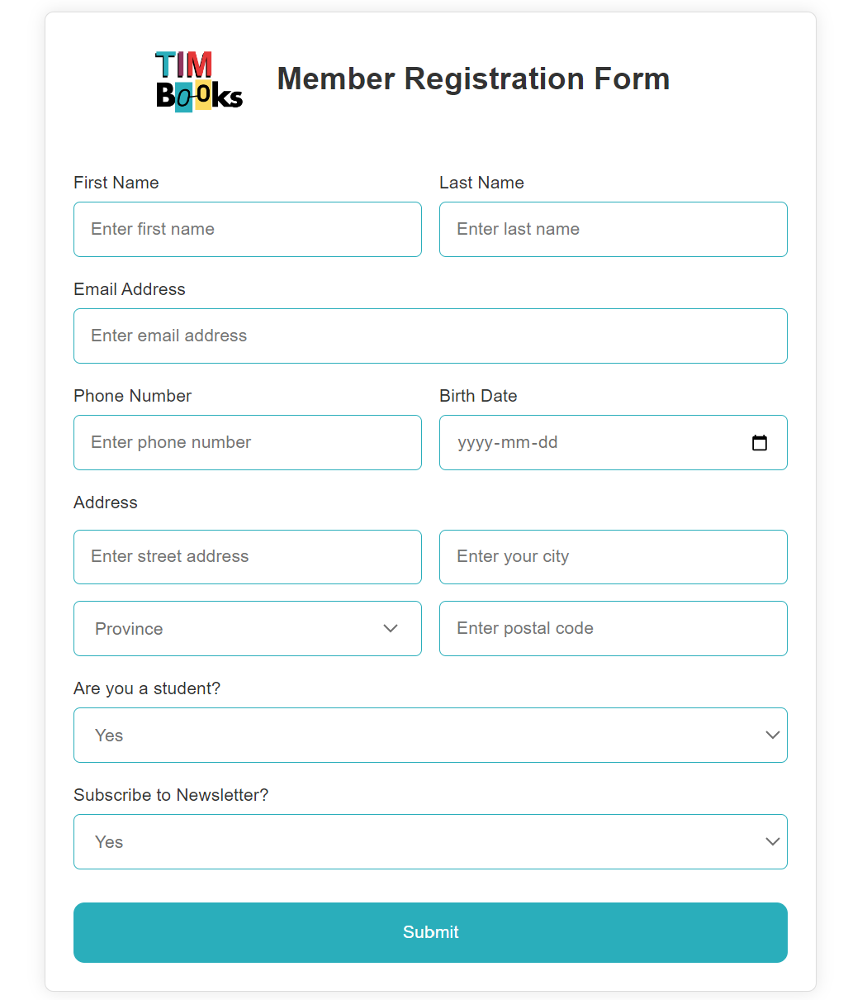 TIM
Books
Member Registration Form
First Name Last Name
Enter first name Enter last name
Email Address
Enter email address
Phone Number Birth Date
Enter phone number yyyy-mm-dd
Address
Enter street address Enter your city
Province Enter postal code
Are you a student?
Yes
Subscribe to Newsletter?
Yes
Submit